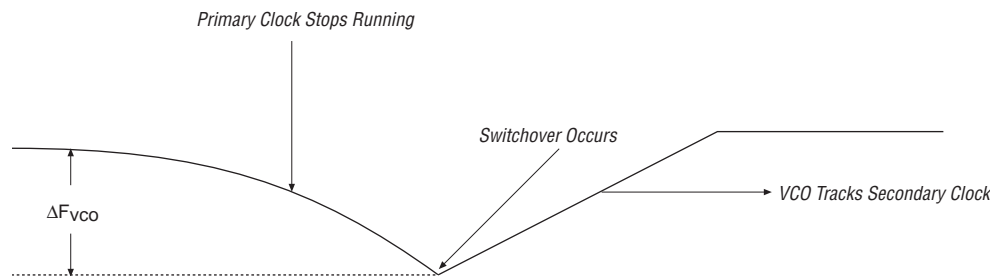 Primary Clock Stops Running
Switchover Occurs
VCO Tracks Secondary Clock
ΔFVCO